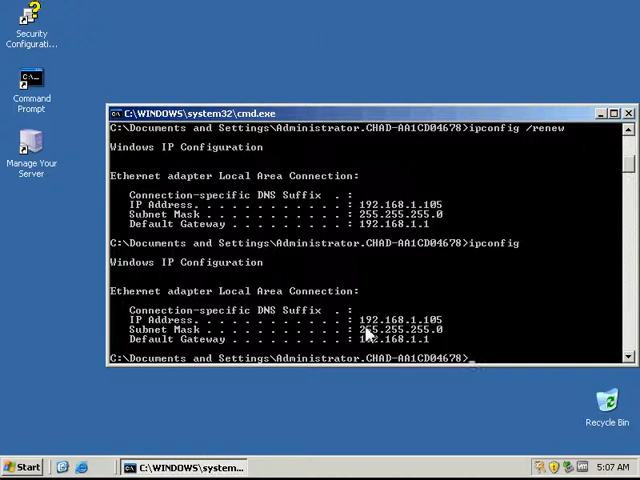 Security
Configurati...
Command
Prompt
Manage Your
Server
C:\WINDOWS\system32\cmd.exe
C:\Documents and Settings\Administrator.CHAD-AA1CD04678>ipconfig /renew
Windows IP Configuration
Ethernet adapter Local Area Connection:
Connection-specific DNS Suffix . :
IP Address. . . . . . . . . . . . : 192.168.1.105
Subnet Mask . . . . . . . . . . . : 255.255.255.0
Default Gateway . . . . . . . . . : 192.168.1.1
C:\Documents and Settings\Administrator.CHAD-AA1CD04678>ipconfig
Windows IP Configuration
Ethernet adapter Local Area Connection:
Connection-specific DNS Suffix . :
IP Address. . . . . . . . . . . . : 192.168.1.105
Subnet Mask . . . . . . . . . . . : 255.255.255.0
Default Gateway . . . . . . . . . : 192.168.1.1
C:\Documents and Settings\Administrator.CHAD-AA1CD04678>_
Recycle Bin
Start
C:\WINDOWS\system...
5:07 AM